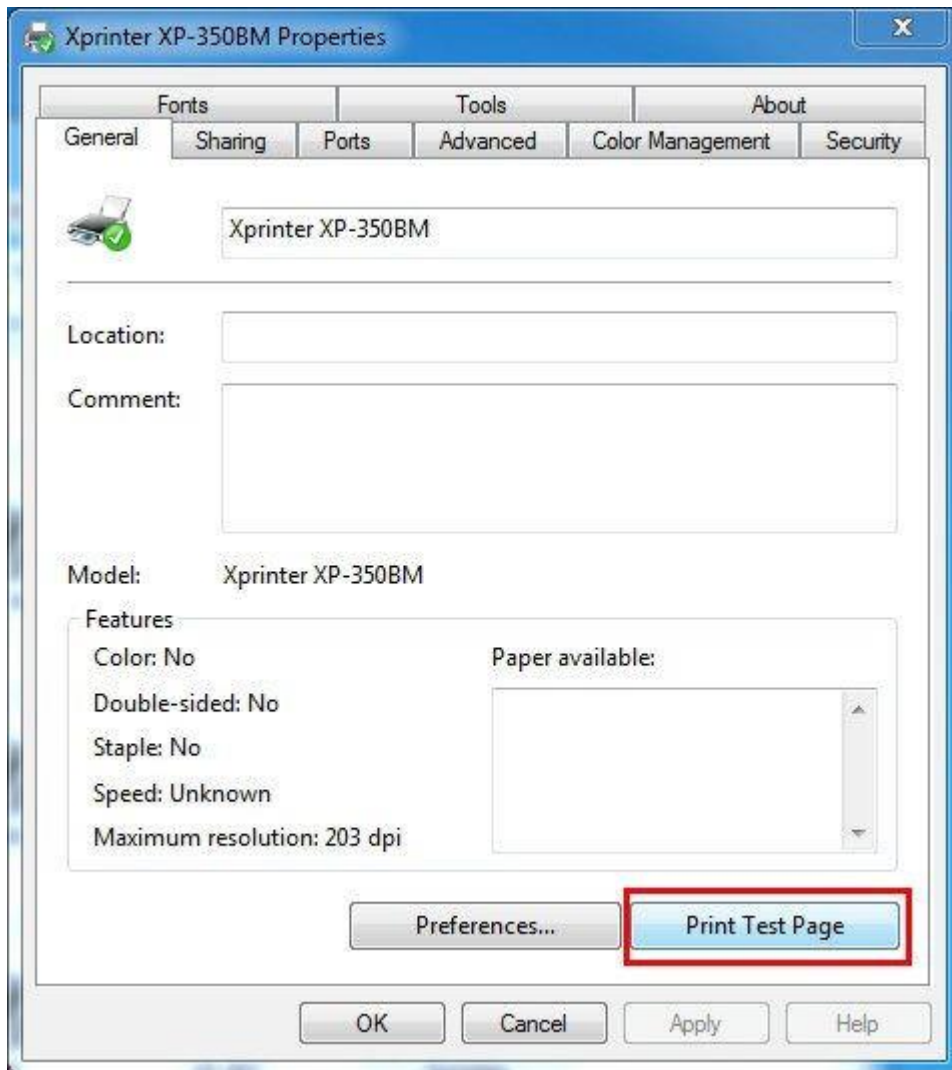 Xprinter XP-350BM Properties
Fonts Tools About
General Sharing Ports Advanced Color Management Security
Xprinter XP-350BM
Location:
Comment:
Model: Xprinter XP-350BM
Features
Color: No Paper available:
Double-sided: No
Staple: No
Speed: Unknown
Maximum resolution: 203 dpi
Preferences... Print Test Page
OK Cancel Apply Help